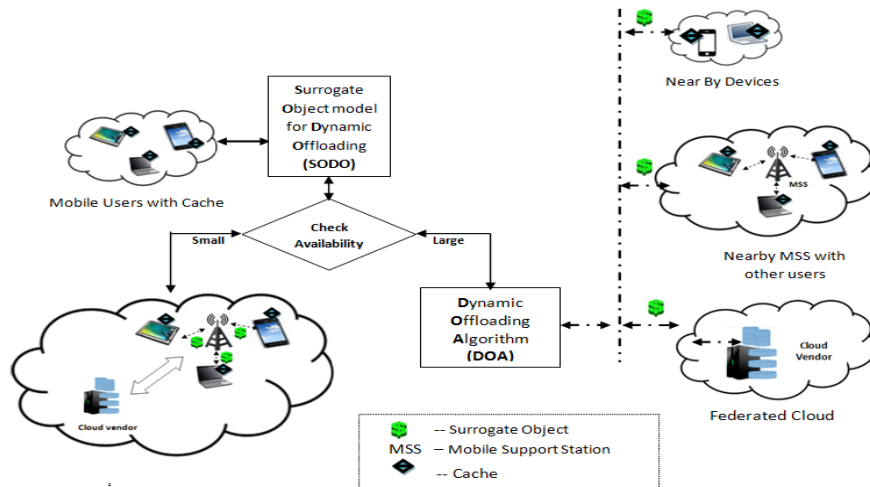 Surrogate
Object model
for Dynamic
Offloading
(SODO)
Mobile Users with Cache
Check
Availability
Small
Large
Dynamic
Offloading
Algorithm
(DOA)
Cloud vendor
Near By Devices
MSS
Nearby MSS with
other users
Cloud
Vendor
Federated Cloud
-- Surrogate Object
MSS – Mobile Support Station
-- Cache